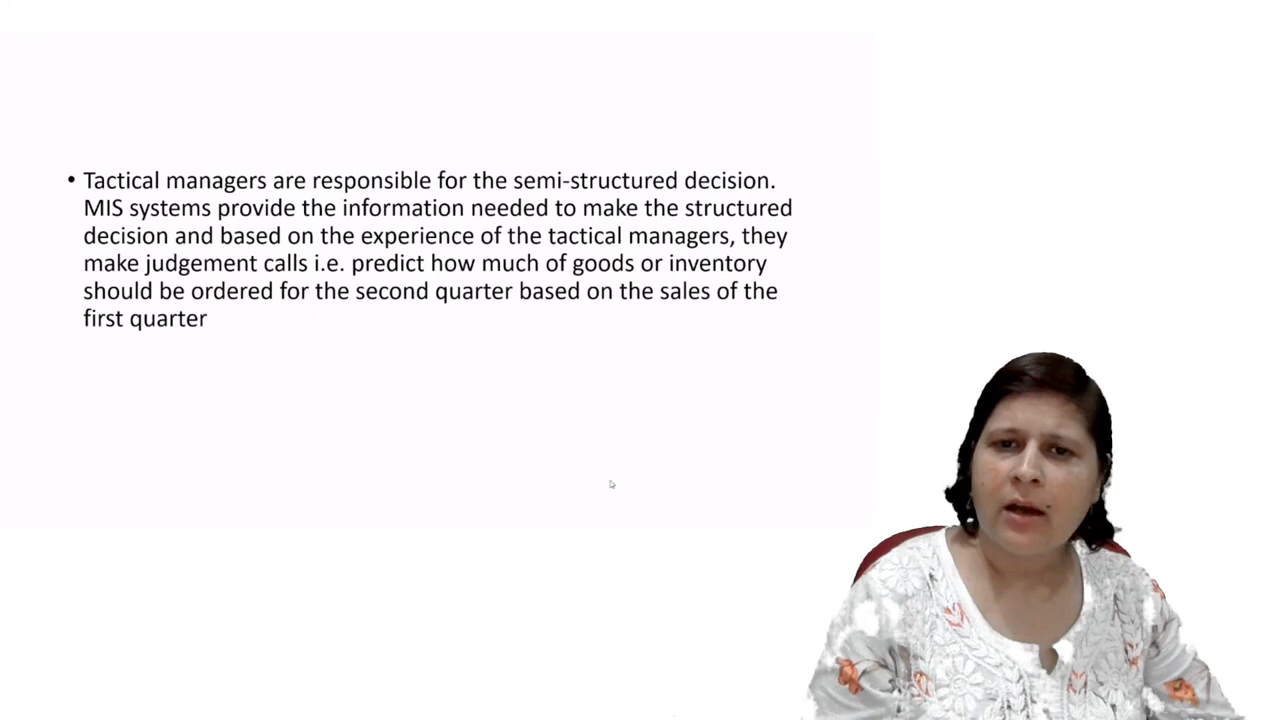 • Tactical managers are responsible for the semi-structured decision.
MIS systems provide the information needed to make the structured
decision and based on the experience of the tactical managers, they
make judgement calls i.e. predict how much of goods or inventory
should be ordered for the second quarter based on the sales of the
first quarter